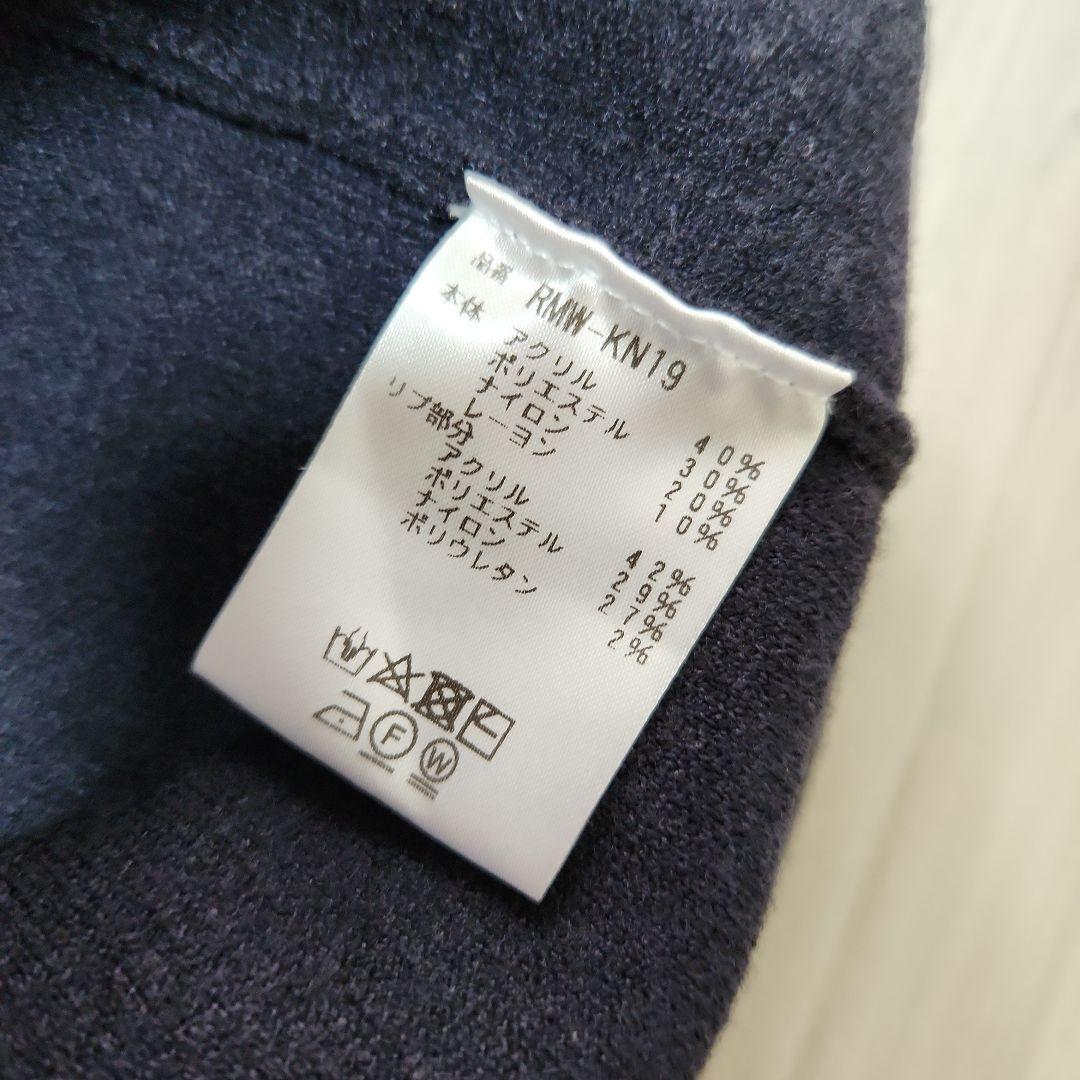 品番 RMW-KN19
本体
アクリル 40%
ポリエステル 30%
ナイロン 20%
レーヨン 10%
リブ部分
アクリル 42%
ポリエステル 29%
ナイロン 27%
ポリウレタン 2%
F W